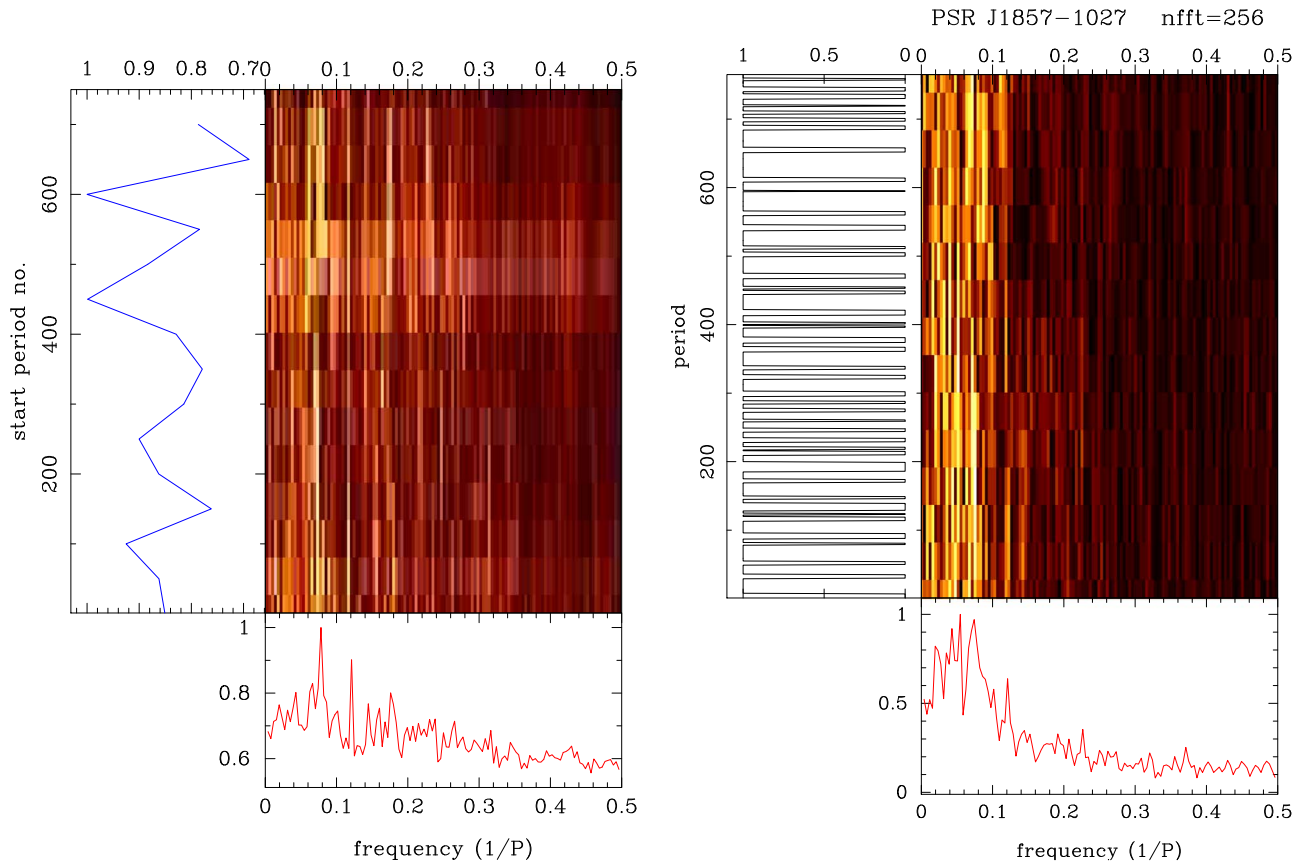 PSR J1857−1027 nfft=256
1 0.9 0.8 0.7 0 0.1 0.2 0.3 0.4 0.5
1 0.5 0 0 0.1 0.2 0.3 0.4 0.5
start period no.
200 400 600
period
200 400 600
1
0.8
0.6
0 0.1 0.2 0.3 0.4 0.5
frequency (1/P)
1
0.5
0
0 0.1 0.2 0.3 0.4 0.5
frequency (1/P)